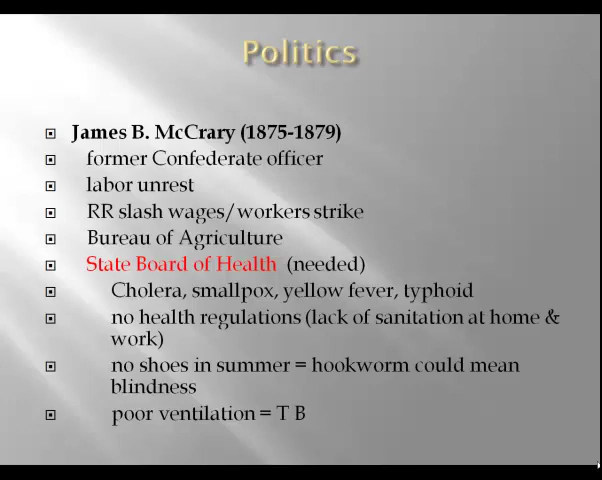 Politics
James B. McCrary (1875-1879)
former Confederate officer
labor unrest
RR slash wages/workers strike
Bureau of Agriculture
State Board of Health (needed)
Cholera, smallpox, yellow fever, typhoid
no health regulations (lack of sanitation at home &
work)
no shoes in summer = hookworm could mean
blindness
poor ventilation = T B